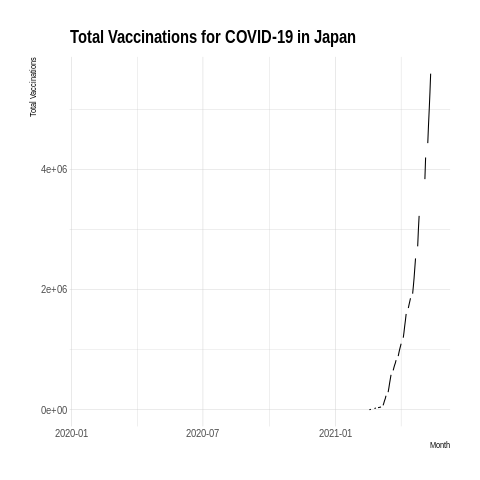 Total Vaccinations for COVID-19 in Japan
Total Vaccinations
4e+06
2e+06
0e+00
2020-01 2020-07 2021-01
Month